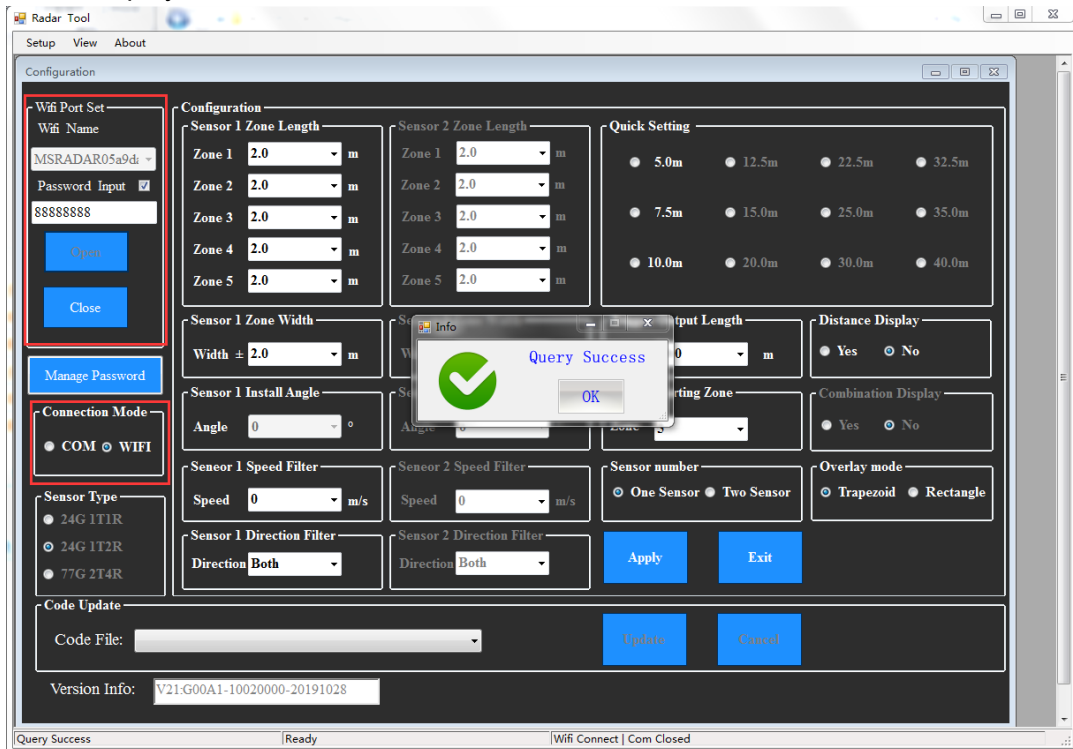 Radar Tool
Setup View About
Configuration
Wifi Port Set
Wifi Name
MSRADAR05a9da
Password Input
88888888
Open
Close
Manage Password
Connection Mode
COM WIFI
Sensor Type
24G 1T1R
24G 1T2R
77G 2T4R
Configuration
Sensor 1 Zone Length
Zone 1 2.0 m
Zone 2 2.0 m
Zone 3 2.0 m
Zone 4 2.0 m
Zone 5 2.0 m
Sensor 2 Zone Length
Zone 1 2.0 m
Zone 2 2.0 m
Zone 3 2.0 m
Zone 4 2.0 m
Zone 5 2.0 m
Quick Setting
5.0m 12.5m 22.5m 32.5m
7.5m 15.0m 25.0m 35.0m
10.0m 20.0m 30.0m 40.0m
Sensor 1 Zone Width
Width ± 2.0 m
Info
Query Success
OK
Length
m
Distance Display
Yes No
Sensor 1 Install Angle
Angle 0 °
Angle
Zone
Zone
Combination Display
Yes No
Seneor 1 Speed Filter
Speed 0 m/s
Seneor 2 Speed Filter
Speed 0 m/s
Sensor number
One Sensor Two Sensor
Overlay mode
Trapezoid Rectangle
Sensor 1 Direction Filter
Direction Both
Sensor 2 Direction Filter
Direction Both
Apply Exit
Code Update
Code File:
Update Cancel
Version Info: V21:G00A1-10020000-20191028
Query Success Ready Wifi Connect | Com Closed